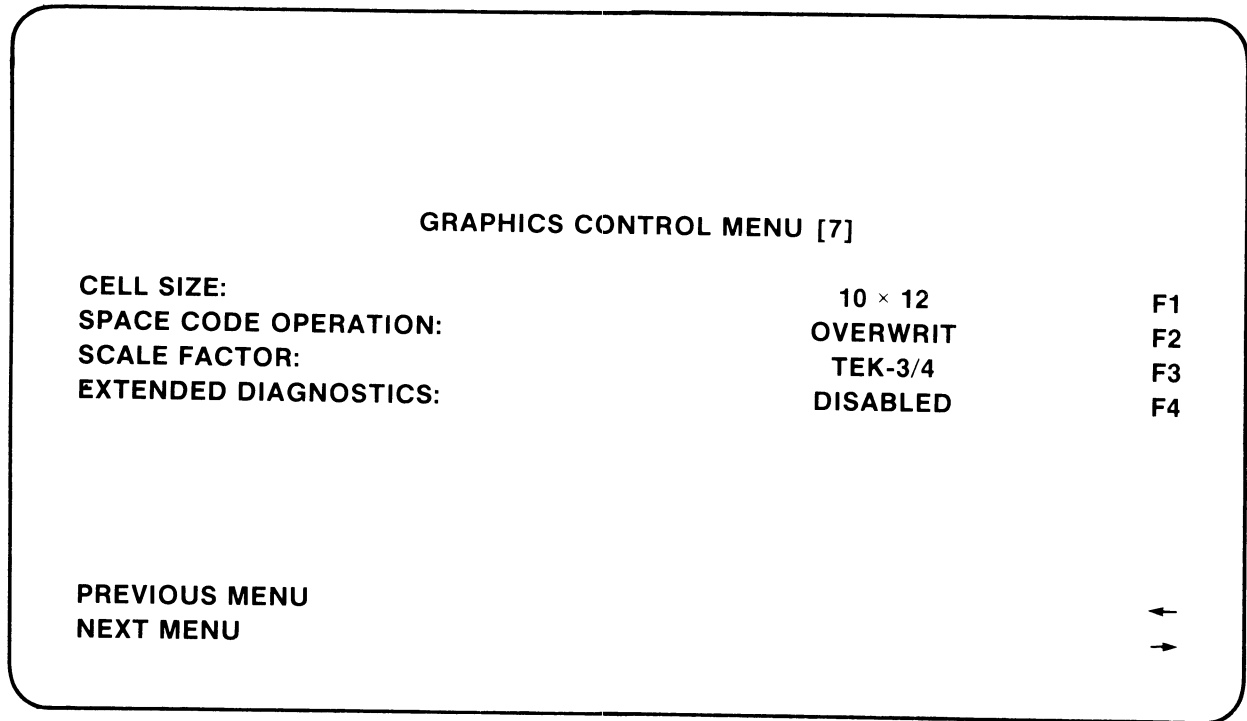 GRAPHICS CONTROL MENU [7]
CELL SIZE: 10 × 12 F1
SPACE CODE OPERATION: OVERWRIT F2
SCALE FACTOR: TEK-3/4 F3
EXTENDED DIAGNOSTICS: DISABLED F4
PREVIOUS MENU ←
NEXT MENU →